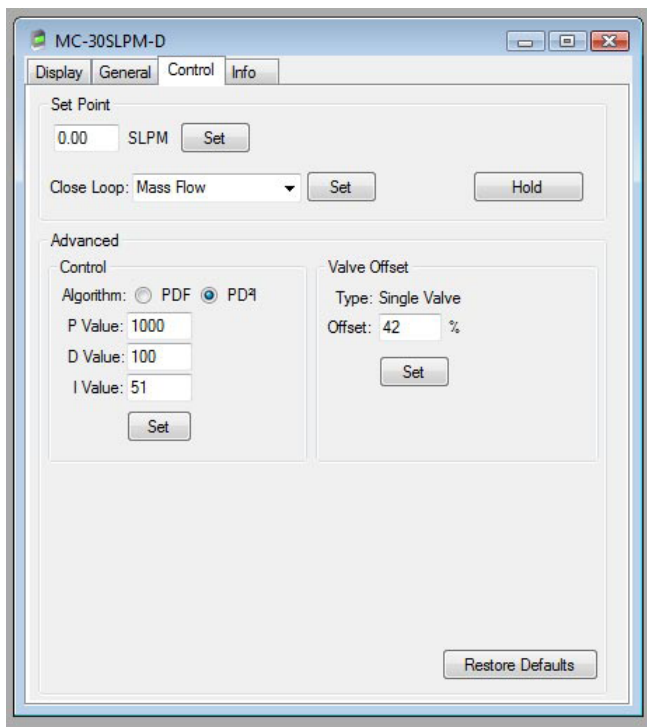 MC-30SLPM-D
Display General Control Info
Set Point
0.00 SLPM Set
Close Loop: Mass Flow Set Hold
Advanced
Control
Algorithm: PDF PD²I
P Value: 1000
D Value: 100
I Value: 51
Set
Valve Offset
Type: Single Valve
Offset: 42 %
Set
Restore Defaults